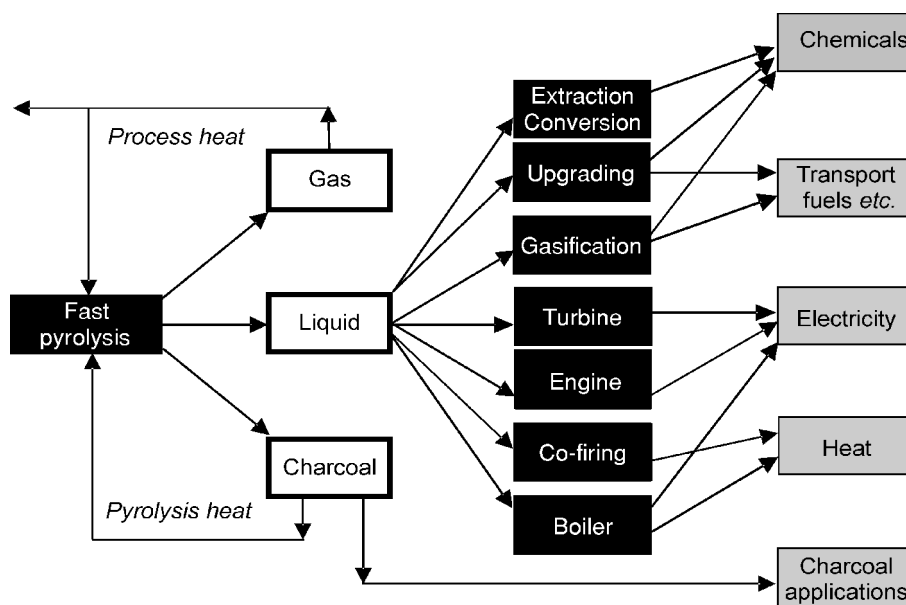 Chemicals
Extraction
Conversion
Process heat
Gas
Upgrading
Transport
fuels etc.
Gasification
Fast
pyrolysis
Liquid
Turbine
Electricity
Engine
Charcoal
Co-firing
Heat
Pyrolysis heat
Boiler
Charcoal
applications